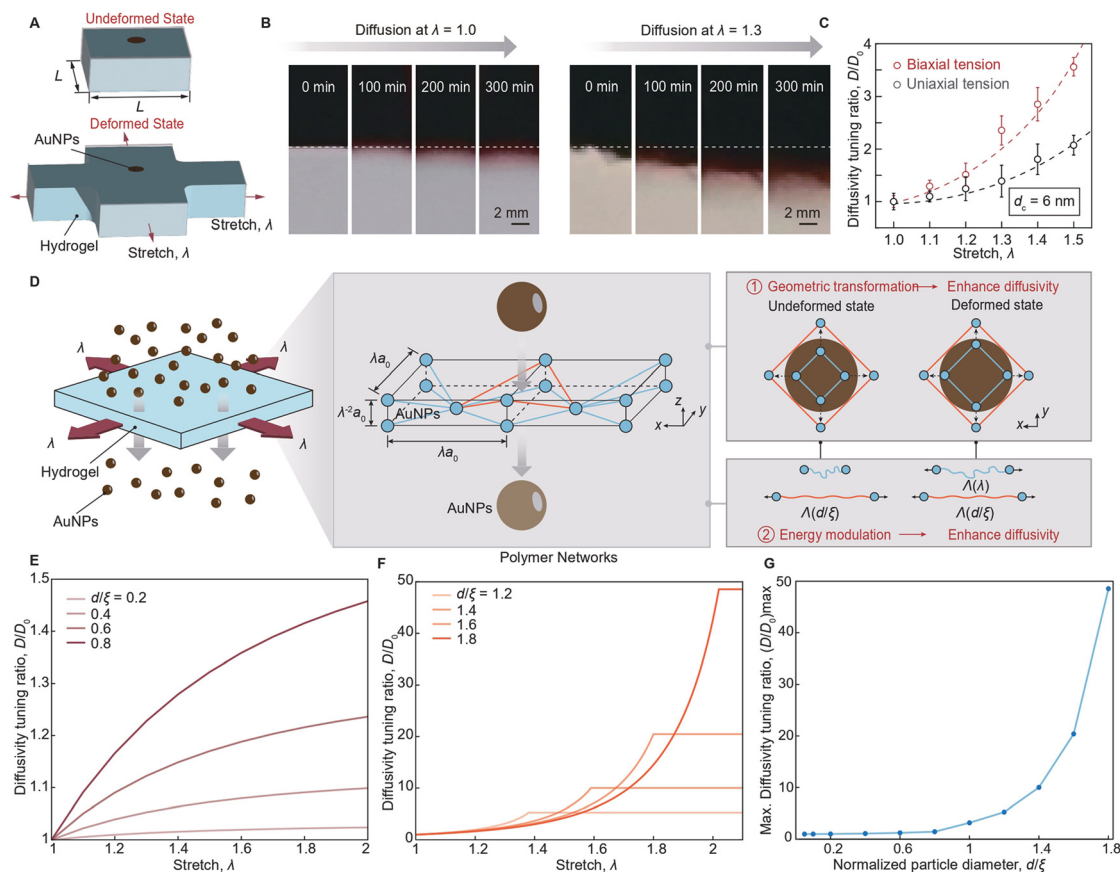 A
Undeformed State
L
L
Deformed State
AuNPs
Stretch, λ
Hydrogel
Stretch, λ
B
Diffusion at λ = 1.0
Diffusion at λ = 1.3
0 min
100 min
200 min
300 min
0 min
100 min
200 min
300 min
2 mm
2 mm
C
Diffusivity tuning ratio, D/D₀
4
3
2
1
Biaxial tension
Uniaxial tension
d_c = 6 nm
1.0
1.1
1.2
1.3
1.4
1.5
Stretch, λ
D
λ
λ
λ
λ
Hydrogel
AuNPs
λa₀
λ⁻²a₀
AuNPs
λa₀
z
y
x
AuNPs
Polymer Networks
① Geometric transformation → Enhance diffusivity
Undeformed state
Deformed state
y
x
Λ(λ)
Λ(d/ξ)
Λ(d/ξ)
② Energy modulation → Enhance diffusivity
E
Diffusivity tuning ratio, D/D₀
1.5
1.4
1.3
1.2
1.1
1
d/ξ = 0.2
0.4
0.6
0.8
1
1.2
1.4
1.6
1.8
2
Stretch, λ
F
Diffusivity tuning ratio, D/D₀
50
40
30
20
10
0
d/ξ = 1.2
1.4
1.6
1.8
1
1.2
1.4
1.6
1.8
2
Stretch, λ
G
Max. Diffusivity tuning ratio, (D/D₀)max
50
40
30
20
10
0
0.2
0.6
1
1.4
1.8
Normalized particle diameter, d/ξ